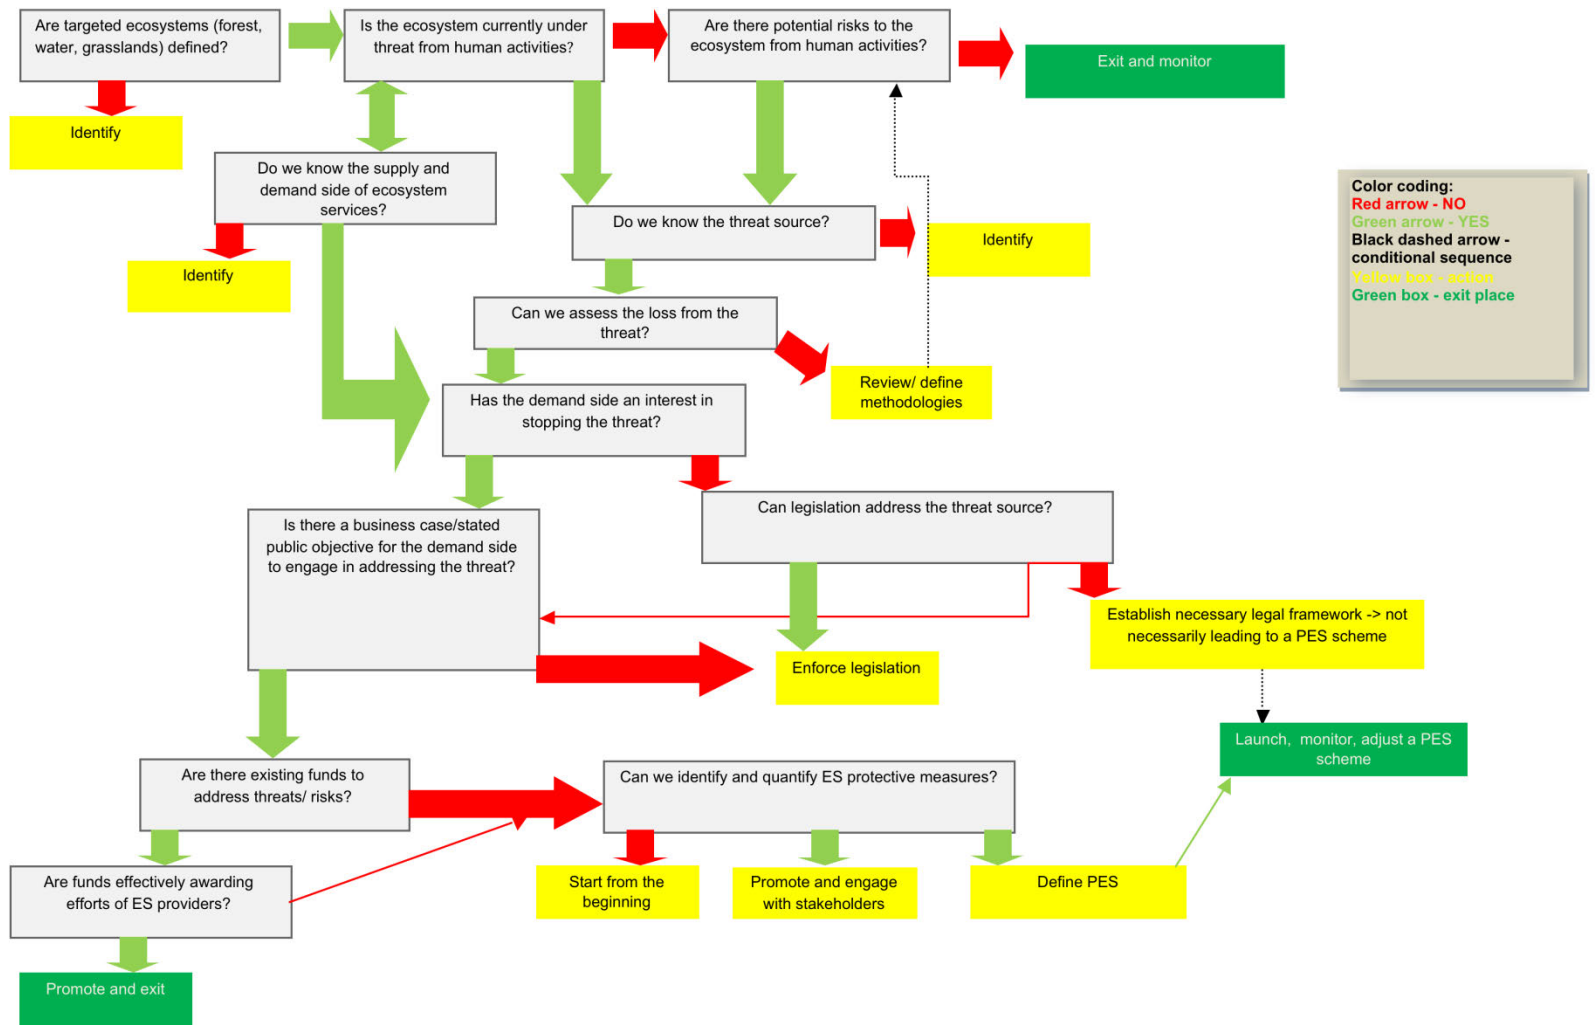 Are targeted ecosystems (forest,
water, grasslands) defined?
Is the ecosystem currently under
threat from human activities?
Are there potential risks to the
ecosystem from human activities?
Exit and monitor
Identify
Do we know the supply and
demand side of ecosystem
services?
Color coding:
Red arrow - NO
Green arrow - YES
Black dashed arrow -
conditional sequence
Yellow box - action
Green box - exit place
Do we know the threat source?
Identify
Identify
Can we assess the loss from the
threat?
Review/ define
methodologies
Has the demand side an interest in
stopping the threat?
Can legislation address the threat source?
Is there a business case/stated
public objective for the demand side
to engage in addressing the threat?
Establish necessary legal framework -> not
necessarily leading to a PES scheme
Enforce legislation
Launch,  monitor, adjust a PES
scheme
Are there existing funds to
address threats/ risks?
Can we identify and quantify ES protective measures?
Are funds effectively awarding
efforts of ES providers?
Start from the
beginning
Promote and engage
with stakeholders
Define PES
Promote and exit